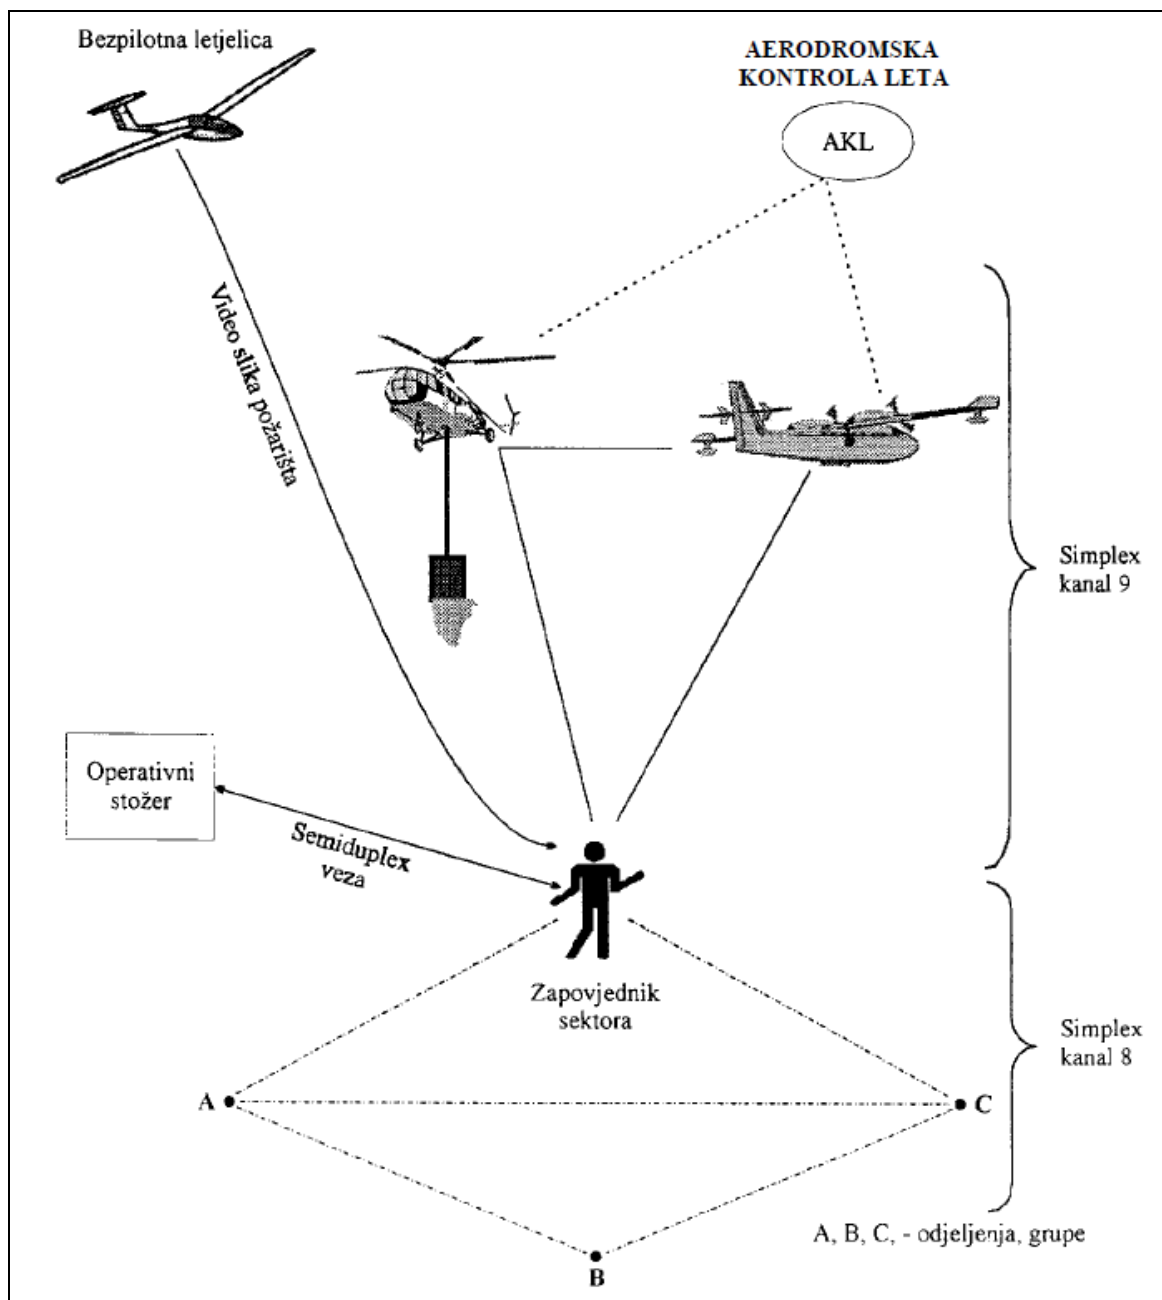 Bezpilotna letjelica
AERODROMSKA
KONTROLA LETA
AKL
Video slika požarišta
Simplex
kanal 9
Operativni
stožer
Semiduplex
veza
Zapovjednik
sektora
Simplex
kanal 8
A
C
A, B, C, - odjeljenja, grupe
B